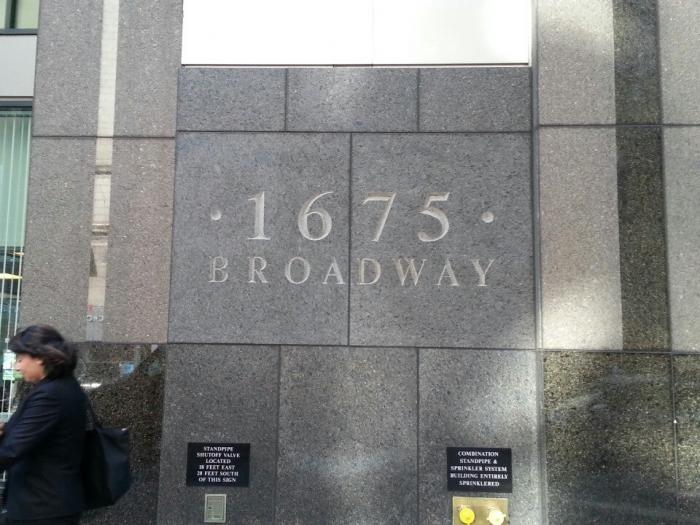 · 1675 ·
BROADWAY
STANDPIPE
SHUTOFF VALVE
LOCATED
18 FEET EAST
28 FEET SOUTH
OF THIS SIGN
COMBINATION
STANDPIPE &
SPRINKLER SYSTEM
BUILDING ENTIRELY
SPRINKLERED